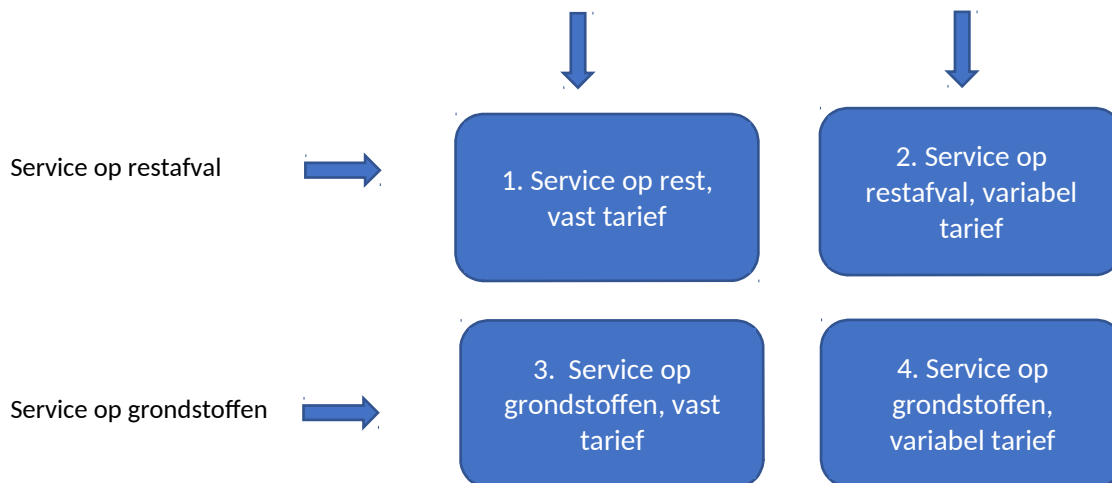 Service op restafval
1. Service op rest,
vast tarief
2. Service op
restafval, variabel
tarief
Service op grondstoffen
3.  Service op
grondstoffen, vast
tarief
4. Service op
grondstoffen,
variabel tarief